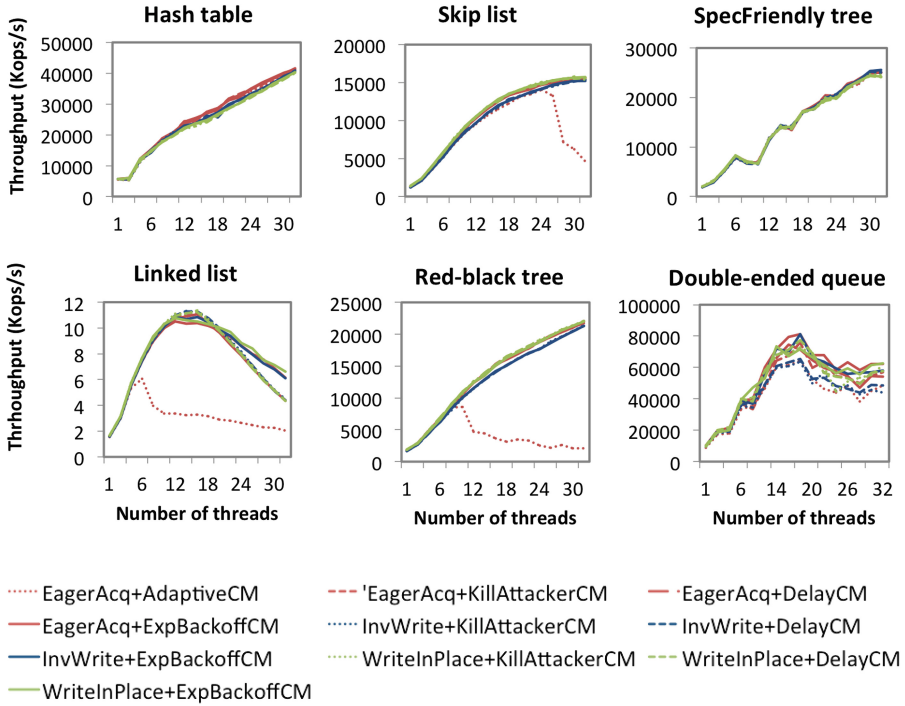 Hash table
Skip list
SpecFriendly tree
Throughput (Kops/s)
50000
40000
30000
20000
10000
0
1 6 12 18 24 30
20000
15000
10000
5000
0
1 6 12 18 24 30
30000
20000
10000
0
1 6 12 18 24 30
Linked list
Red-black tree
Double-ended queue
Thrhoughput (Kops/s)
12
10
8
6
4
2
0
1 6 12 18 24 30
Number of threads
25000
20000
15000
10000
5000
0
1 6 12 18 24 30
Number of threads
100000
80000
60000
40000
20000
0
1 6 14 20 26 32
Number of threads
EagerAcq+AdaptiveCM
'EagerAcq+KillAttackerCM
EagerAcq+DelayCM
EagerAcq+ExpBackoffCM
InvWrite+KillAttackerCM
InvWrite+DelayCM
InvWrite+ExpBackoffCM
WriteInPlace+KillAttackerCM
WriteInPlace+DelayCM
WriteInPlace+ExpBackoffCM